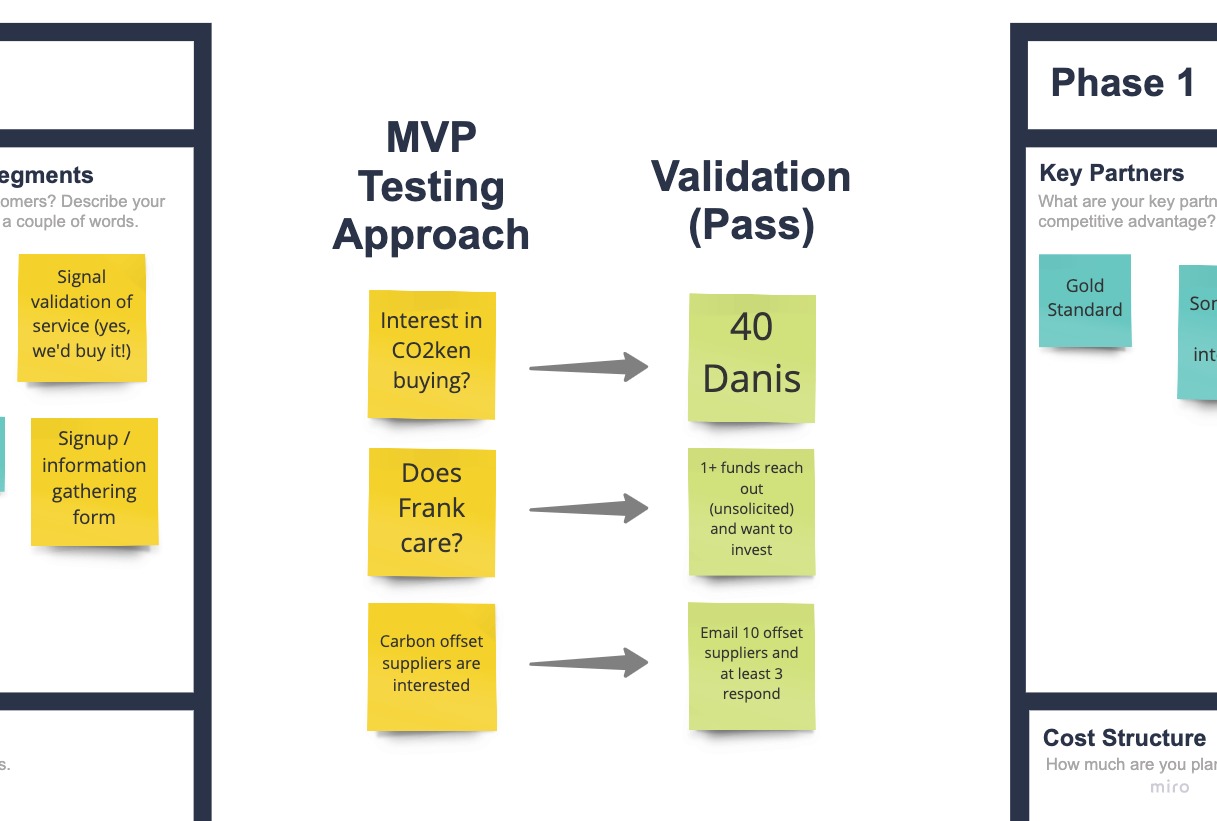 egments
omers? Describe your
a couple of words.
Signal
validation of
service (yes,
we'd buy it!)
Signup /
information
gathering
form
s.
MVP
Testing
Approach
Validation
(Pass)
Interest in
CO2ken
buying?
40
Danis
Does
Frank
care?
1+ funds reach
out
(unsolicited)
and want to
invest
Carbon offset
suppliers are
interested
Email 10 offset
suppliers and
at least 3
respond
Phase 1
Key Partners
What are your key partn
competitive advantage?
Gold
Standard
Sor
int
Cost Structure
How much are you plan
miro